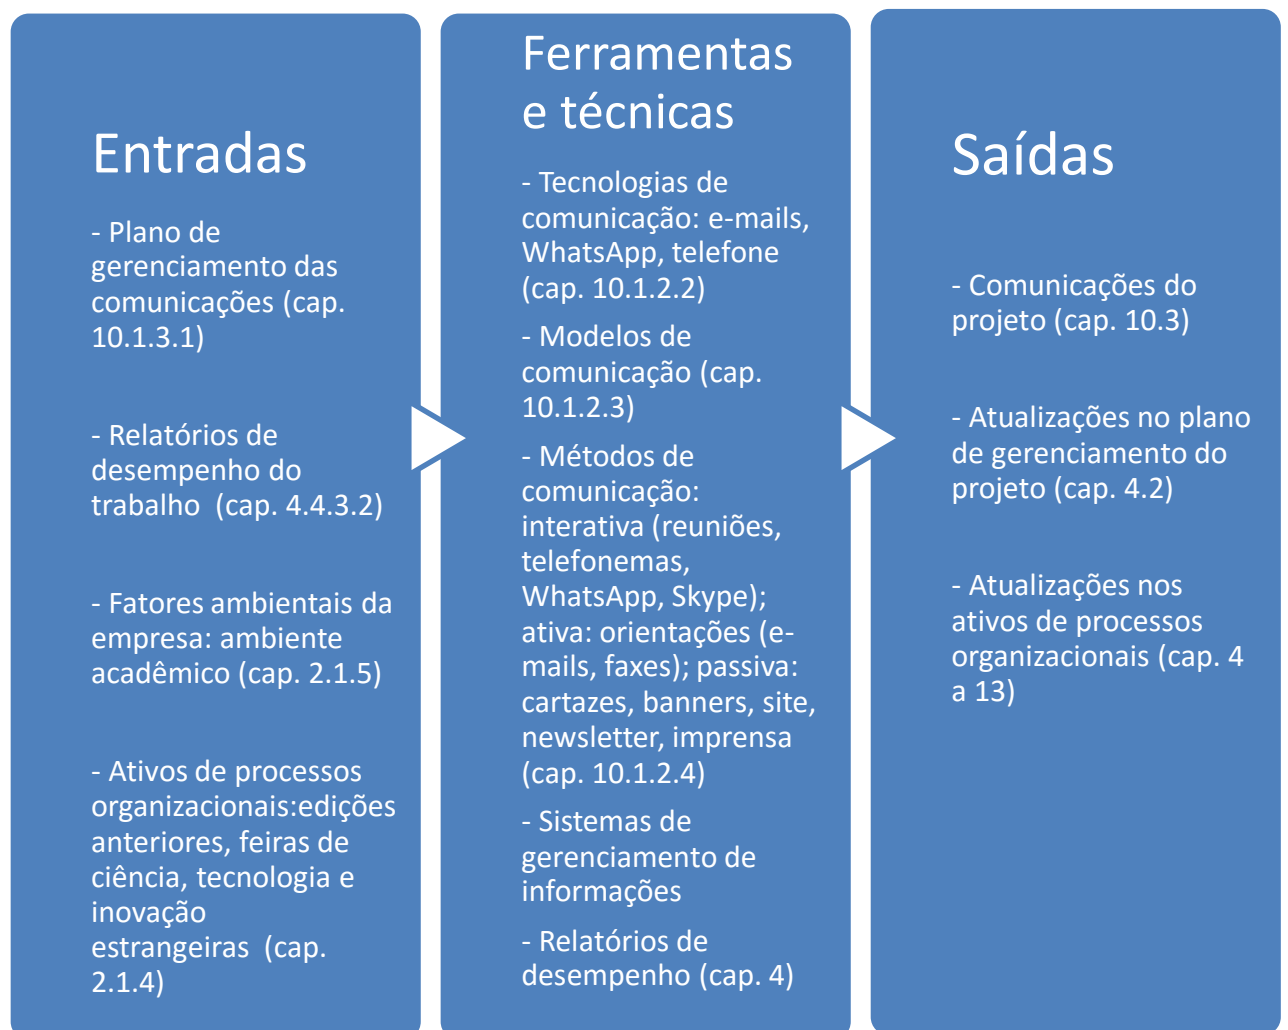 Entradas
- Plano de
gerenciamento das
comunicações (cap.
10.1.3.1)
- Relatórios de
desempenho do
trabalho  (cap. 4.4.3.2)
- Fatores ambientais da
empresa: ambiente
acadêmico (cap. 2.1.5)
- Ativos de processos
organizacionais:edições
anteriores, feiras de
ciência, tecnologia e
inovação
estrangeiras  (cap.
2.1.4)
Ferramentas
e técnicas
- Tecnologias de
comunicação: e-mails,
WhatsApp, telefone
(cap. 10.1.2.2)
- Modelos de
comunicação (cap.
10.1.2.3)
- Métodos de
comunicação:
interativa (reuniões,
telefonemas,
WhatsApp, Skype);
ativa: orientações (e-
mails, faxes); passiva:
cartazes, banners, site,
newsletter, imprensa
(cap. 10.1.2.4)
- Sistemas de
gerenciamento de
informações
- Relatórios de
desempenho (cap. 4)
Saídas
- Comunicações do
projeto (cap. 10.3)
- Atualizações no plano
de gerenciamento do
projeto (cap. 4.2)
- Atualizações nos
ativos de processos
organizacionais (cap. 4
a 13)